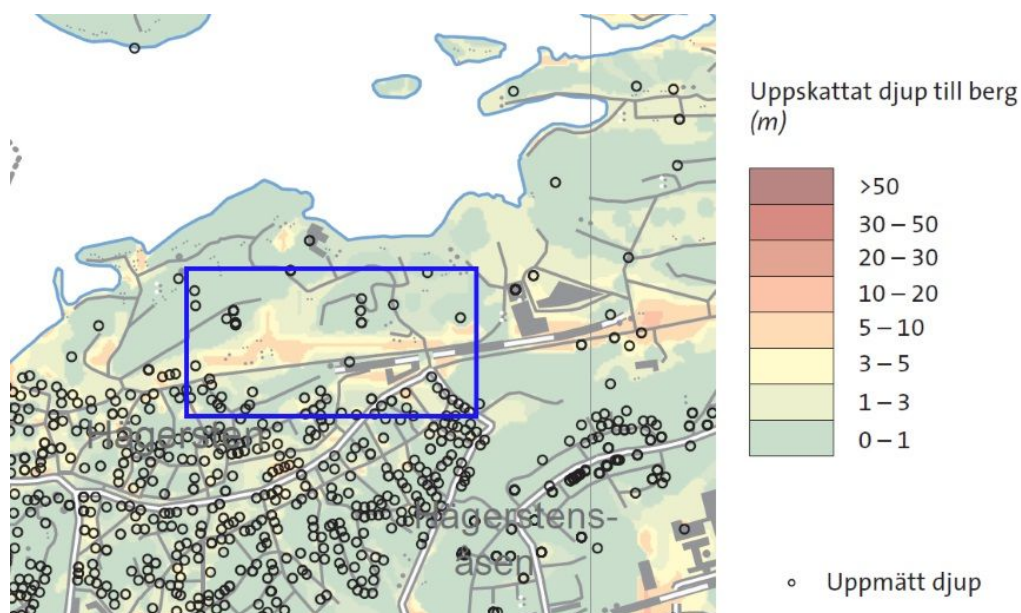 Uppskattat djup till berg
(m)
>50
30 – 50
20 – 30
10 – 20
5 – 10
3 – 5
1 – 3
0 – 1
Uppmätt djup
Hägersten
Hägerstens-
åsen